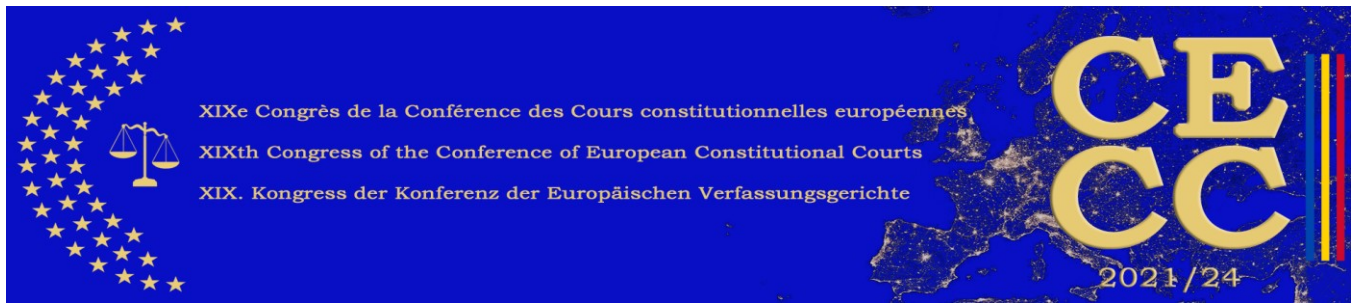 XIXe Congrès de la Conférence des Cours constitutionnelles européennes
XIXth Congress of the Conference of European Constitutional Courts
XIX. Kongress der Konferenz der Europäischen Verfassungsgerichte
CE
CC
2021/24